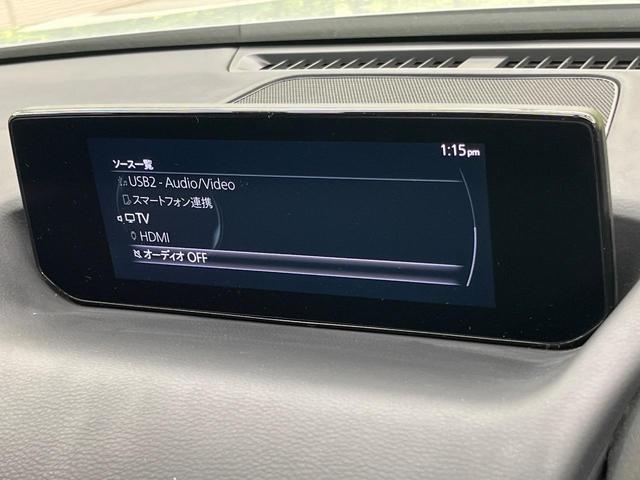 1:15pm
ソース一覧
USB2 - Audio/Video
スマートフォン連携
TV
HDMI
オーディオ OFF